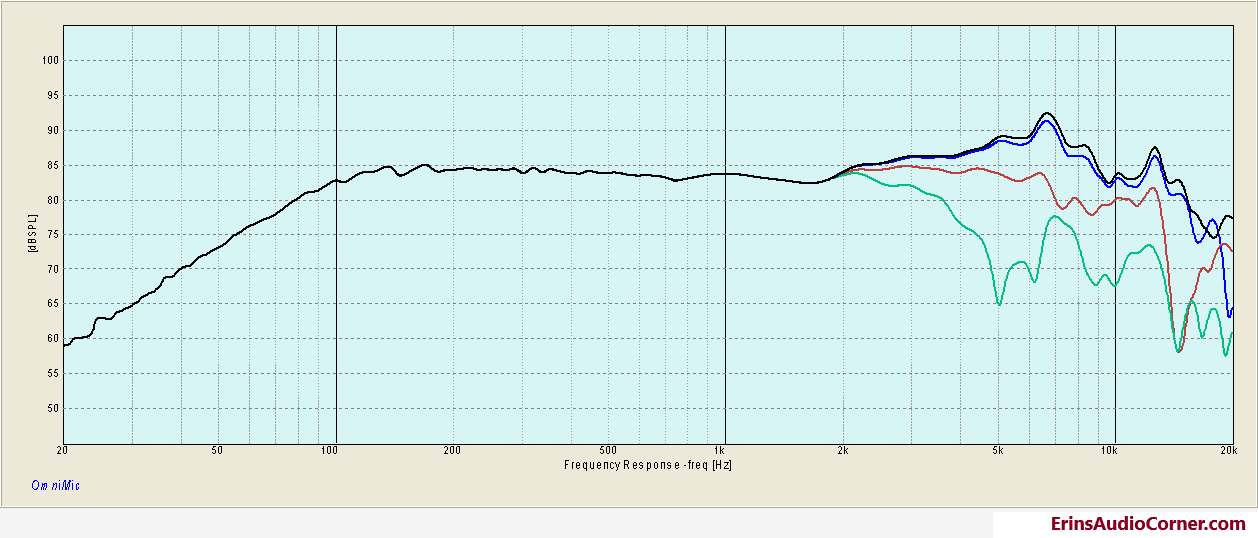 100
95
90
85
80
75
70
65
60
55
50
[dBSPL]
20 50 100 200 500 1k 2k 5k 10k 20k
Frequency Response -freq [Hz]
OmniMic
ErinsAudioCorner.com